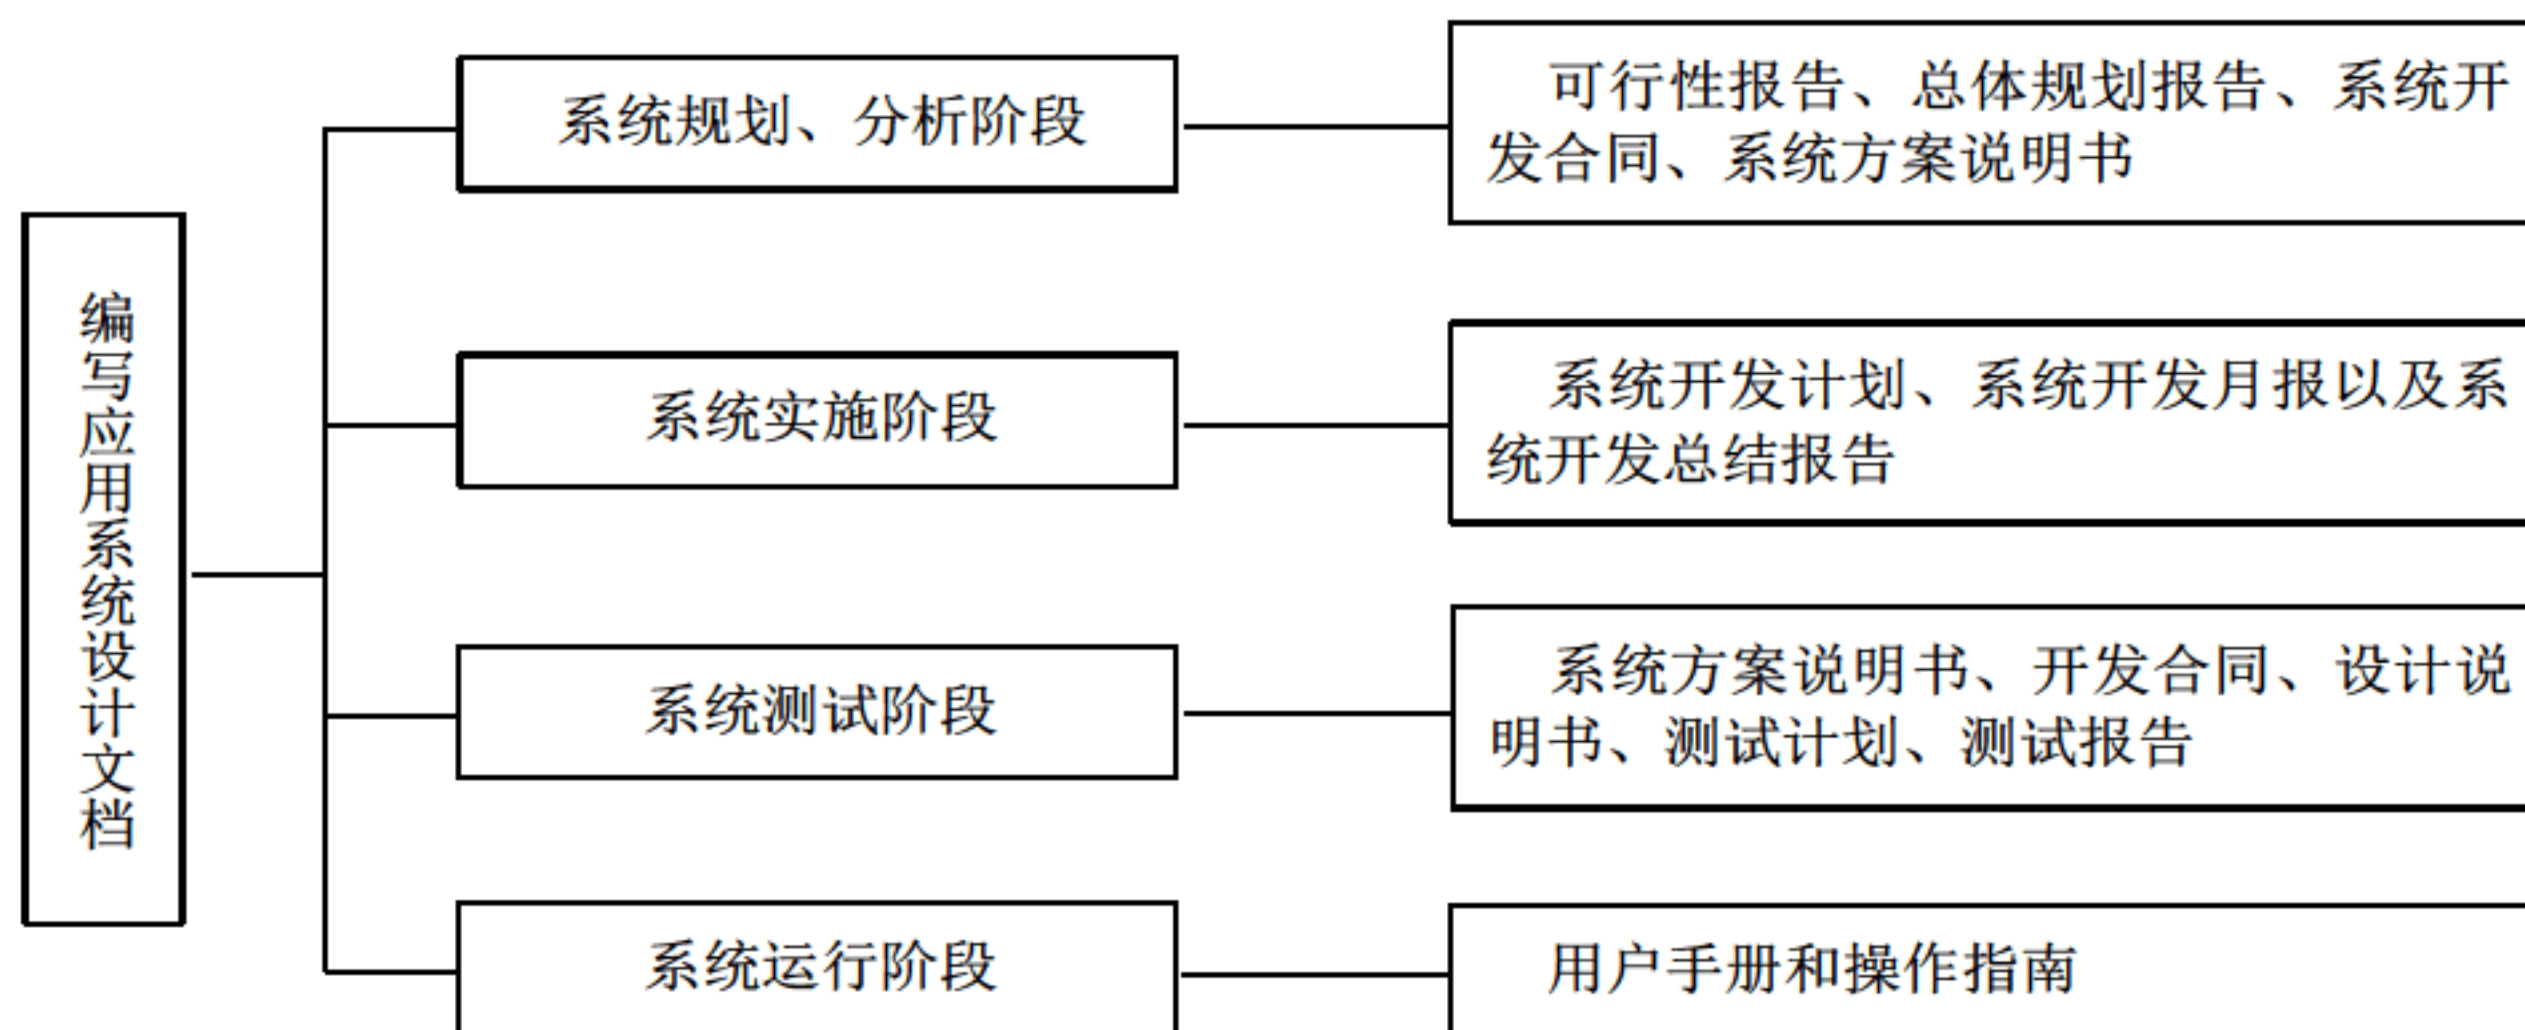 编写应用系统设计文档
系统规划、分析阶段
可行性报告、总体规划报告、系统开
发合同、系统方案说明书
系统实施阶段
系统开发计划、系统开发月报以及系
统开发总结报告
系统测试阶段
系统方案说明书、开发合同、设计说
明书、测试计划、测试报告
系统运行阶段
用户手册和操作指南